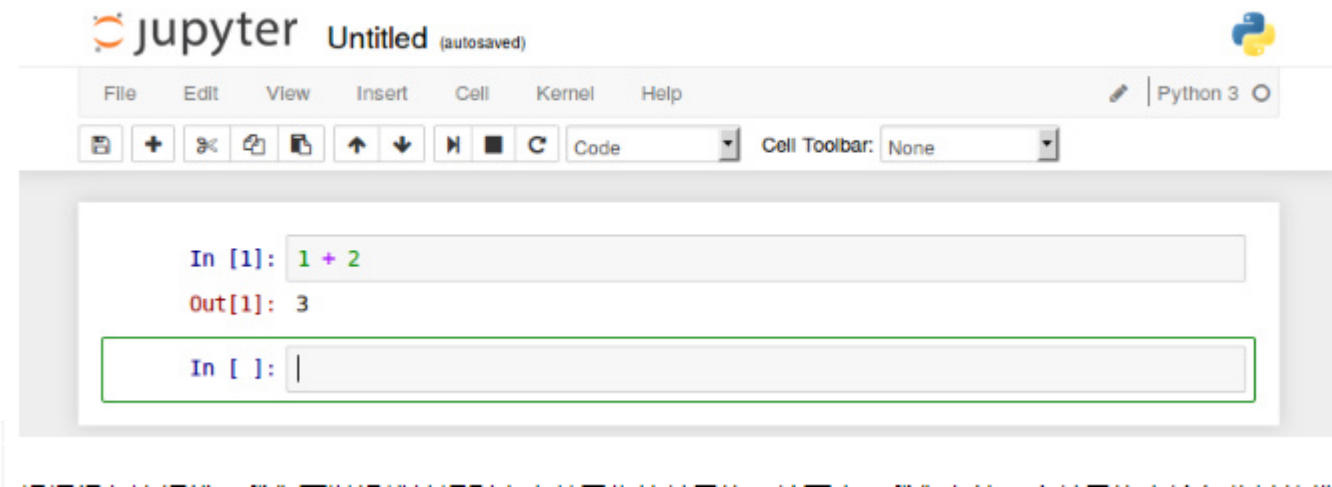 jupyter Untitled (autosaved)
File Edit View Insert Cell Kernel Help Python 3
Code Cell Toolbar: None
In [1]: 1 + 2
Out[1]: 3
In [ ]: